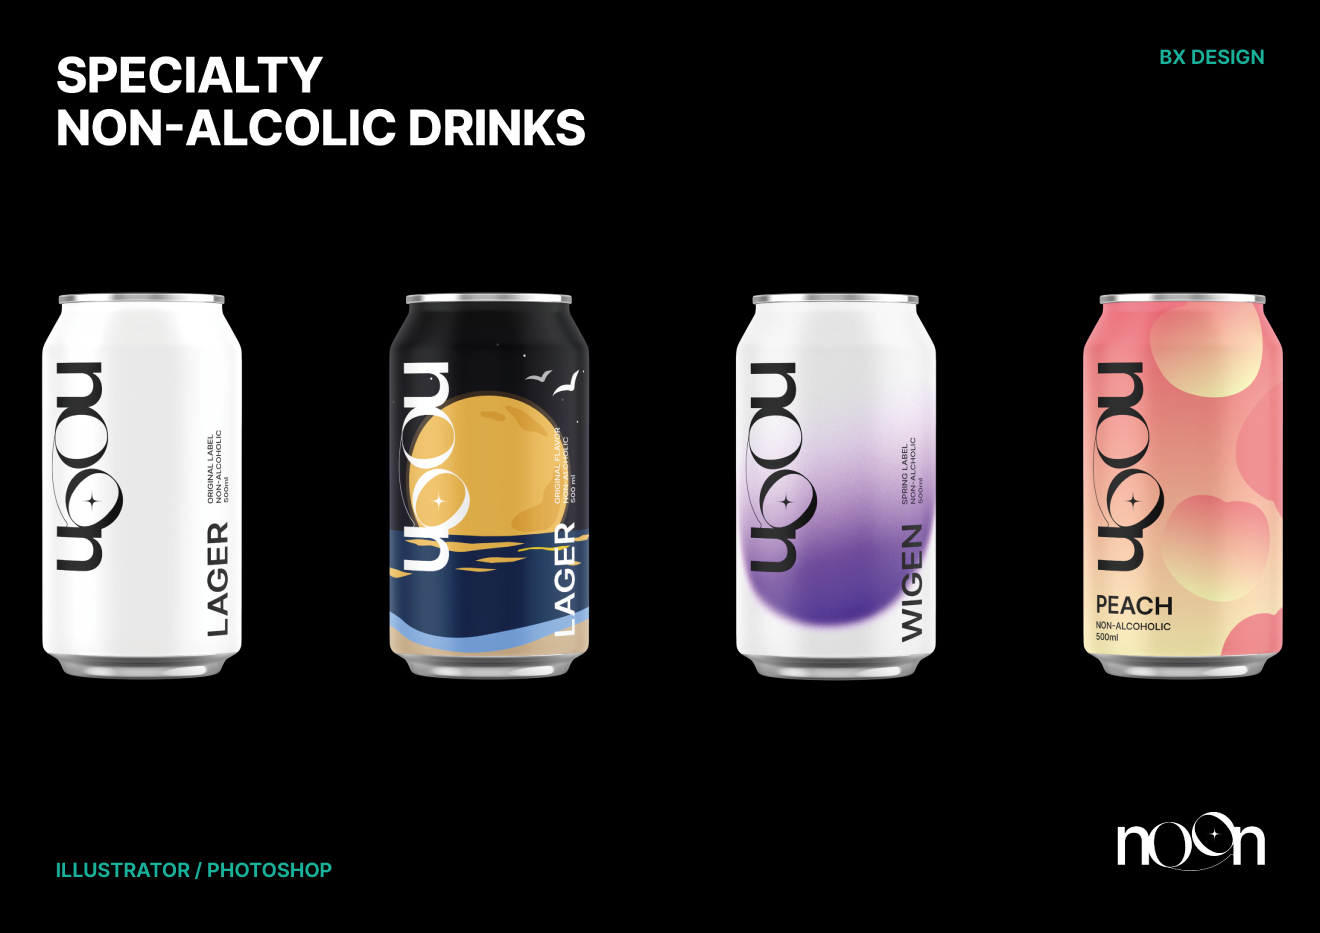 SPECIALTY
NON-ALCOLIC DRINKS
BX DESIGN
noon
ORIGINAL LABEL
NON-ALCOHOLIC
500ml
LAGER
noon
ORIGINAL FLAVOR
NON-ALCOHOLIC
500 ml
LAGER
noon
SPRING LABEL
NON-ALCHOLIC
500ml
WIGEN
noon
PEACH
NON-ALCOHOLIC
500ml
ILLUSTRATOR / PHOTOSHOP
noon